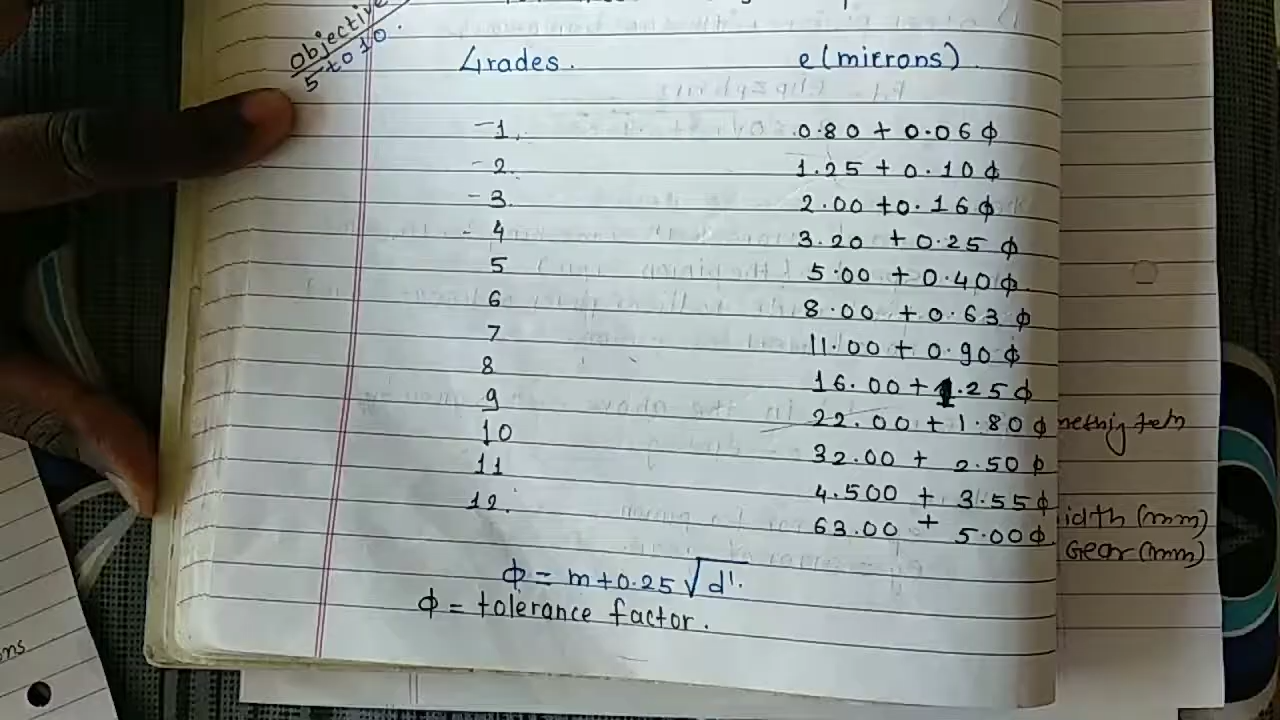 objective
5 to 10.
Grades. e (microns).
-1. 0.80 + 0.06 ϕ
-2. 1.25 + 0.10 ϕ
-3. 2.00 +0.16 ϕ
-4 3.20 + 0.25 ϕ
5 5.00 + 0.40 ϕ
6 8.00 + 0.63 ϕ
7 11.00 + 0.90 ϕ
8 16.00 + 1.25 ϕ
9 22.00 + 1.80 ϕ
10 32.00 + 2.50 ϕ
11 4.500 + 3.55 ϕ
12. 63.00 + 5.00 ϕ
ϕ = m+0.25 √d'.
ϕ = tolerance factor.
idth (mm)
Gear (mm)
ns